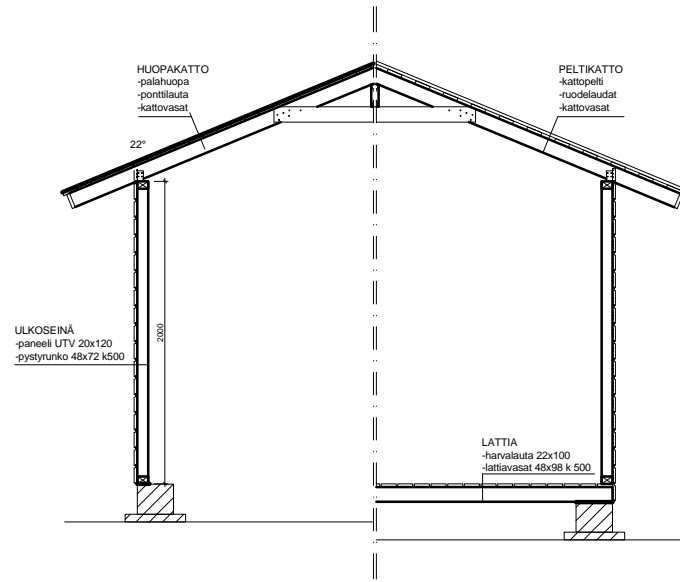 HUOPAKATTO
-palahuopa
-ponttilauta
-kattovasat
PELTIKATTO
-kattopelti
-ruodelaudat
-kattovasat
22°
2000
ULKOSEINÄ
-paneeli UTV 20x120
-pystyrunko 48x72 k500
LATTIA
-harvalauta 22x100
-lattiavasat 48x98 k 500